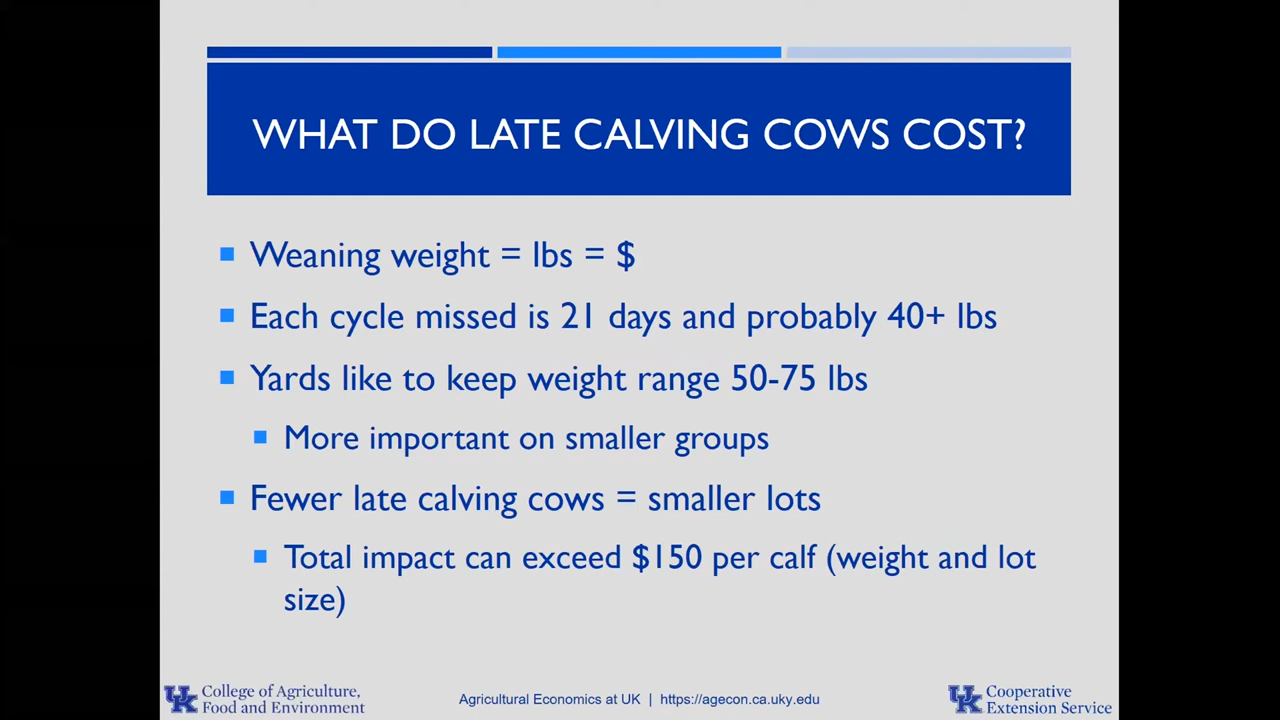 WHAT DO LATE CALVING COWS COST?
Weaning weight = lbs = $
Each cycle missed is 21 days and probably 40+ lbs
Yards like to keep weight range 50-75 lbs
More important on smaller groups
Fewer late calving cows = smaller lots
Total impact can exceed $150 per calf (weight and lot
size)
UK College of Agriculture,
Food and Environment
Agricultural Economics at UK | https://agecon.ca.uky.edu
UK Cooperative
Extension Service